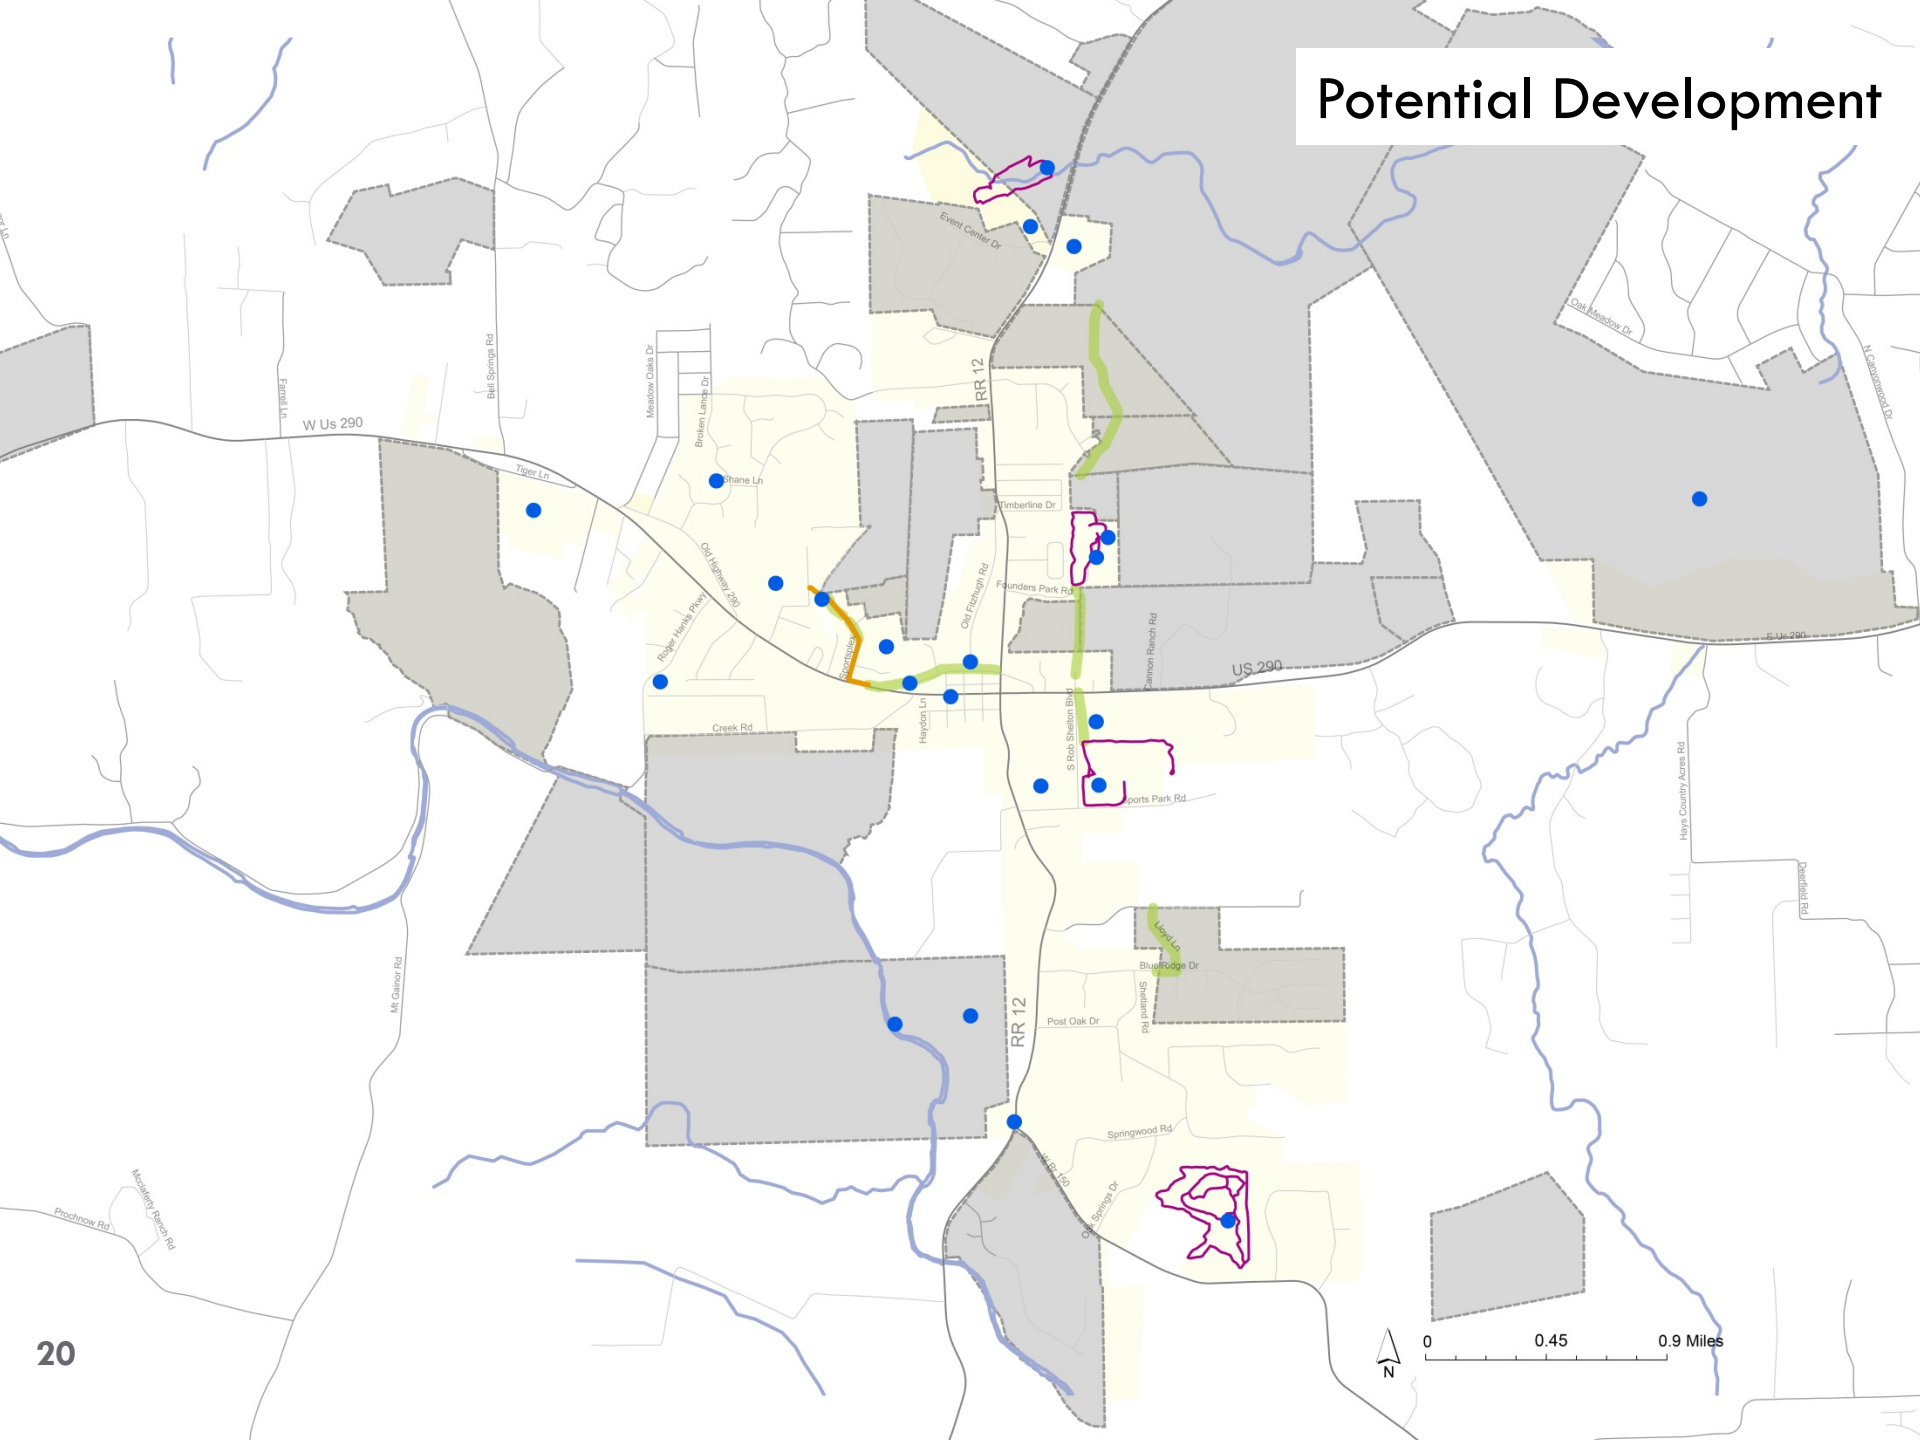 Potential Development
Event Center Dr
Oak Meadow Dr
N Canyonwood Dr
RR 12
Bell Springs Rd
Meadow Oaks Dr
Broken Lance Dr
Farrell Ln
W Us 290
Tiger Ln
Shane Ln
Timberline Dr
Old Highway 290
Founders Park Rd
Old Fitzhugh Rd
Roger Hanks Pkwy
Cannon Ranch Rd
E Us 290
Sportsplex
US 290
Haydon Ln
Creek Rd
S Rob Shelton Blvd
Sports Park Rd
Hays Country Acres Rd
Deerfield Rd
Lloyd Ln
Blue Ridge Dr
Mt Gainor Rd
Shetland Rd
RR 12
Post Oak Dr
Springwood Rd
W Rr 150
Oak Springs Dr
Mcclaferty Ranch Rd
Prochnow Rd
0 0.45 0.9 Miles
N
20